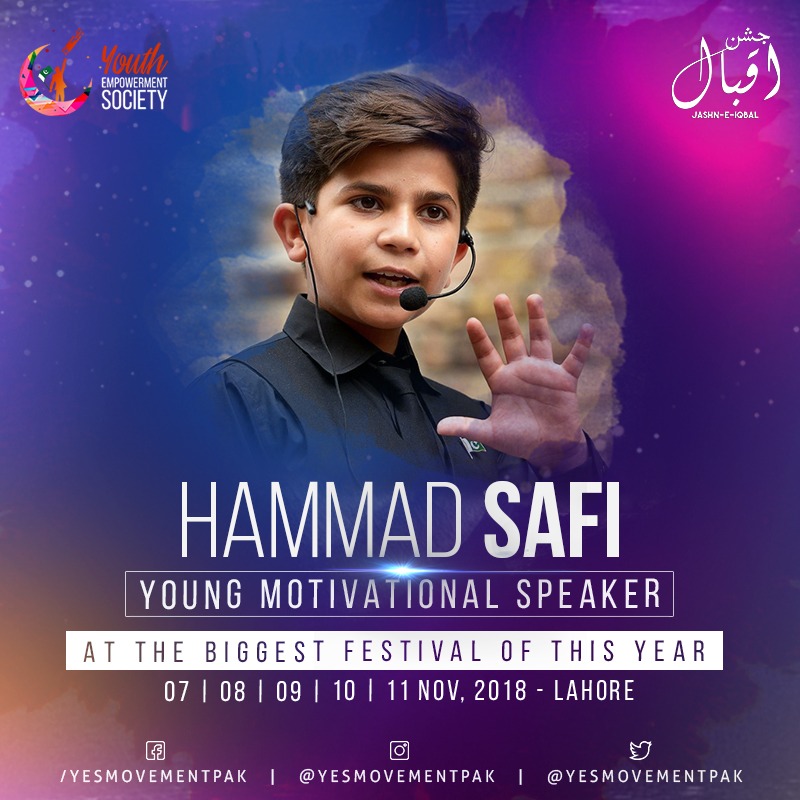 Youth
EMPOWERMENT
SOCIETY
جشن
اقبال
JASHN-E-IQBAL
HAMMAD SAFI
YOUNG MOTIVATIONAL SPEAKER
AT THE BIGGEST FESTIVAL OF THIS YEAR
07 | 08 | 09 | 10 | 11 NOV, 2018 - LAHORE
/YESMOVEMENTPAK | @YESMOVEMENTPAK | @YESMOVEMENTPAK